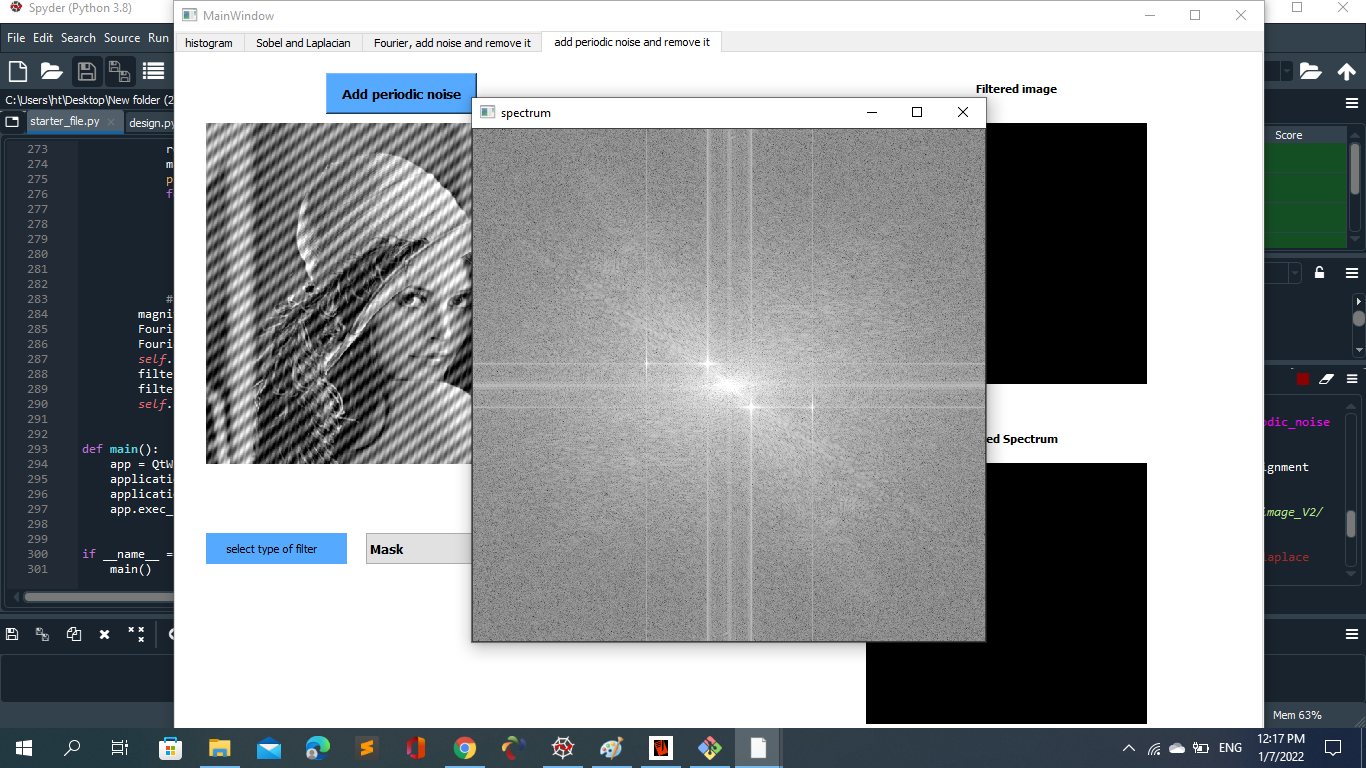 Spyder (Python 3.8)
MainWindow
File Edit Search Source Run
histogram
Sobel and Laplacian
Fourier, add noise and remove it
add periodic noise and remove it
Add periodic noise
Filtered image
C:\Users\ht\Desktop\New folder (2
starter_file.py
design.py
spectrum
Score
273
274
275
276
277
278
279
280
281
282
283 #
284 magni
285 Fouri
286 Fouri
287 self.
288 filte
289 filte
290 self.
291
292
293 def main():
294 app = QtW
295 applicati
296 applicati
297 app.exec_
298
299
300 if __name__ =
301 main()
ed Spectrum
odic_noise
ignment
image_V2/
laplace
select type of filter
Mask
Mem 63%
ENG
12:17 PM
1/7/2022